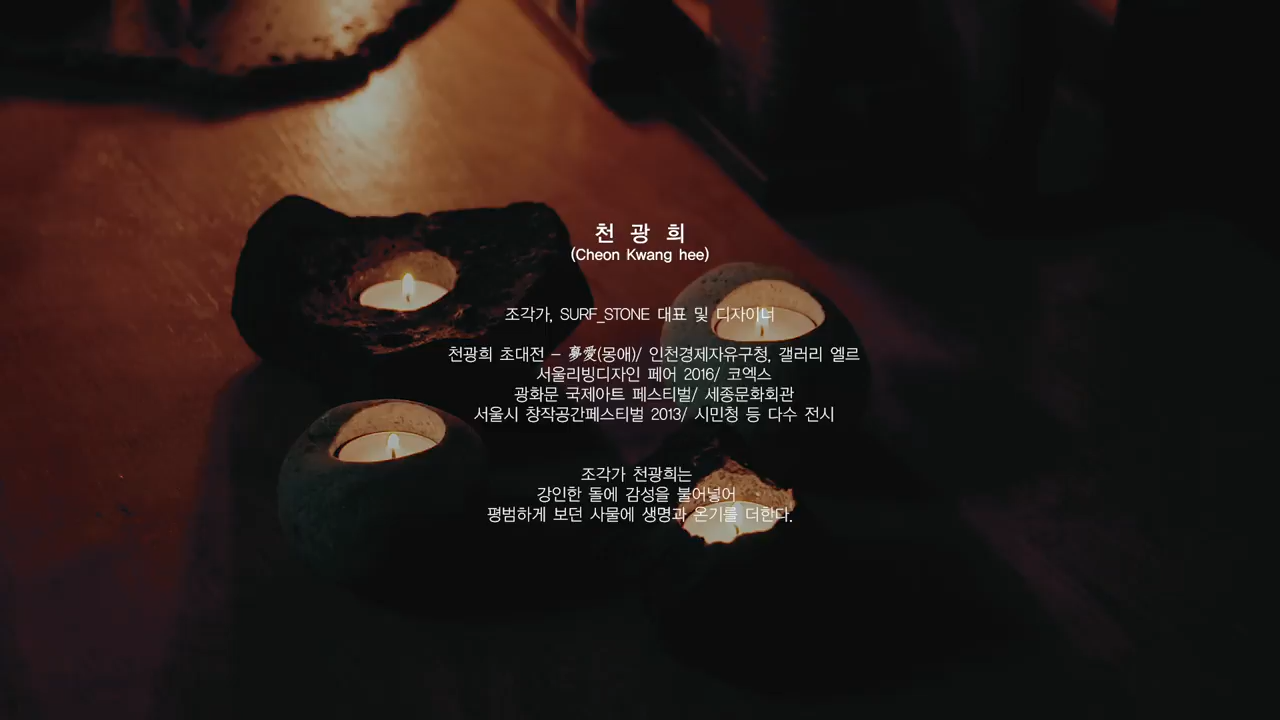 천 광 희
(Cheon Kwang hee)
조각가, SURF_STONE 대표 및 디자이너
천광희 초대전 – 夢愛(몽애)/ 인천경제자유구청, 갤러리 엘르
서울리빙디자인 페어 2016/ 코엑스
광화문 국제아트 페스티벌/ 세종문화회관
서울시 창작공간페스티벌 2013/ 시민청 등 다수 전시
조각가 천광희는
강인한 돌에 감성을 불어넣어
평범하게 보던 사물에 생명과 온기를 더한다.